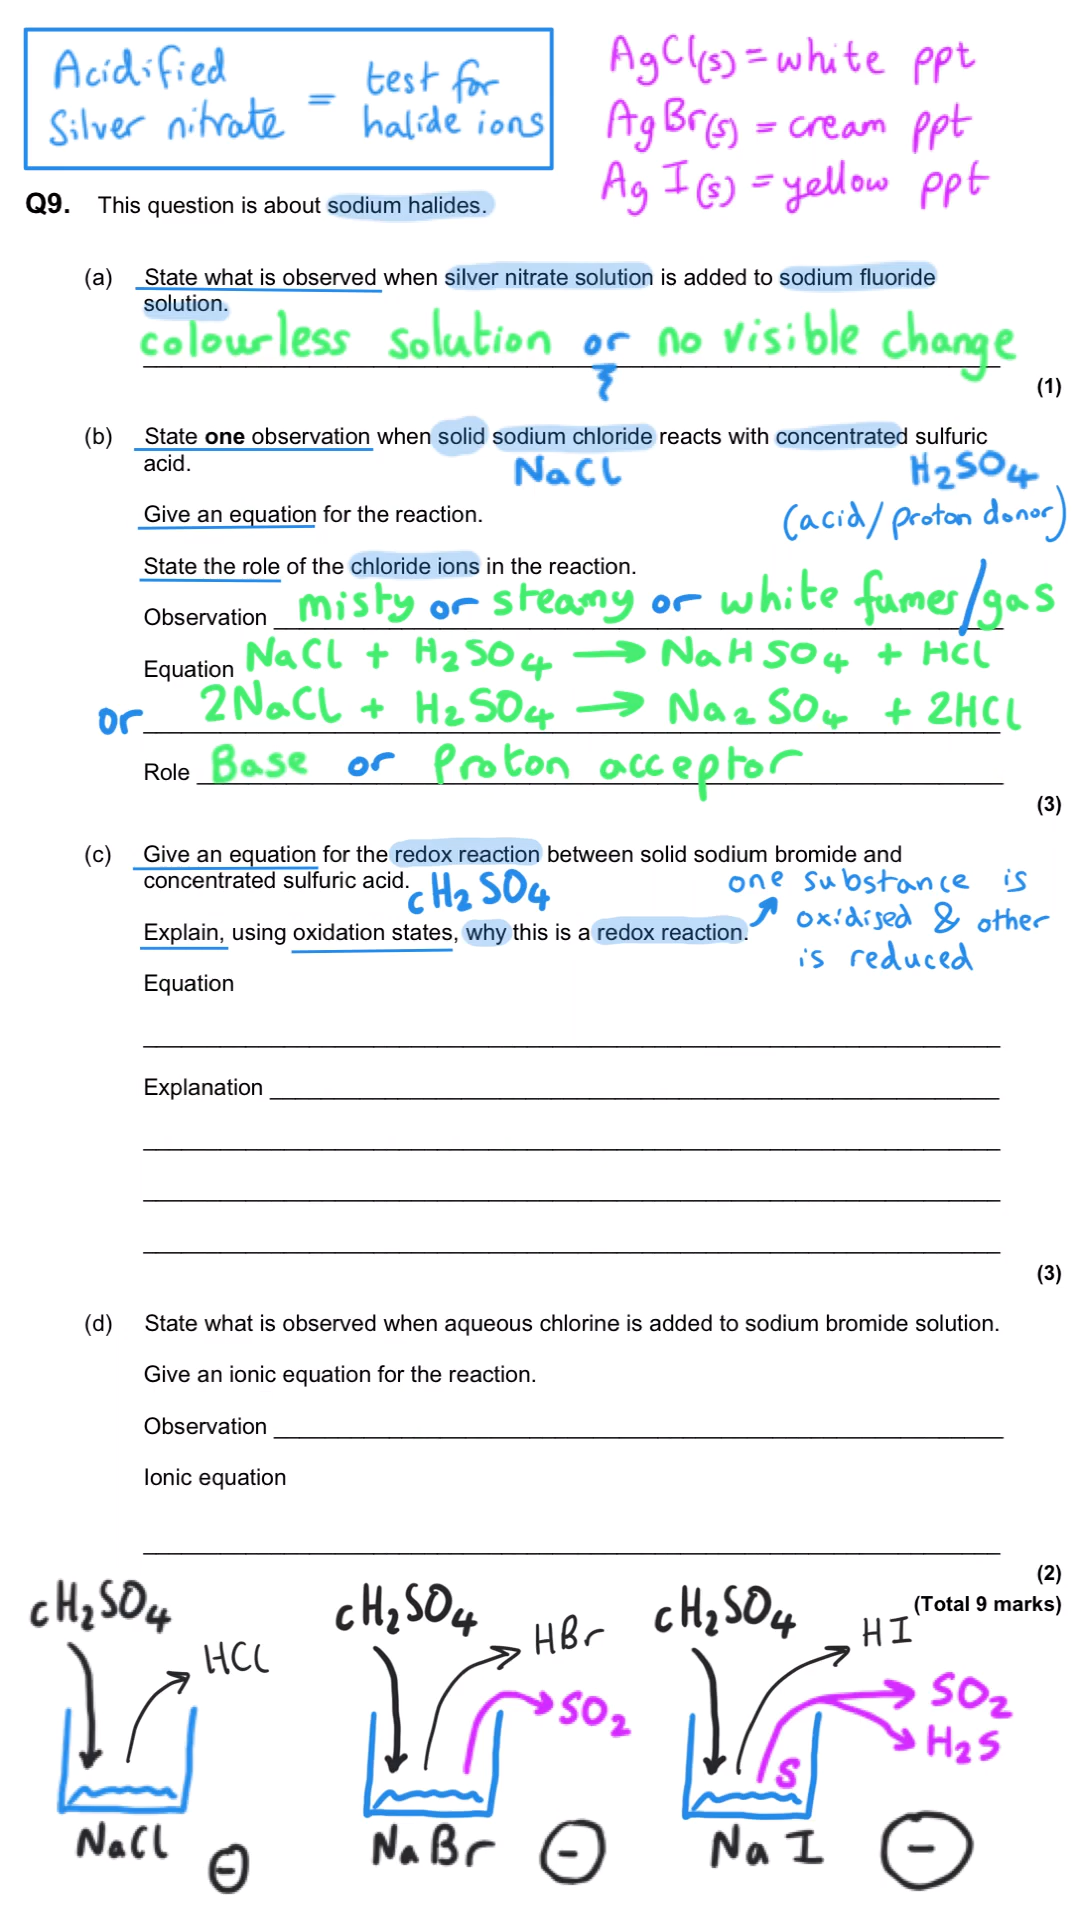 Acidified
Silver nitrate = test for
halide ions
AgCl(s) = white ppt
AgBr(s) = cream ppt
AgI(s) = yellow ppt
Q9. This question is about sodium halides.
(a) State what is observed when silver nitrate solution is added to sodium fluoride
solution.
colourless solution or no visible change
(1)
(b) State one observation when solid sodium chloride reacts with concentrated sulfuric
acid.
NaCl H₂SO₄
(acid/proton donor)
Give an equation for the reaction.
State the role of the chloride ions in the reaction.
Observation misty or steamy or white fumes/gas
Equation NaCl + H₂SO₄ → NaHSO₄ + HCl
or 2NaCl + H₂SO₄ → Na₂SO₄ + 2HCl
Role Base or Proton acceptor
(3)
(c) Give an equation for the redox reaction between solid sodium bromide and
concentrated sulfuric acid.
cH₂SO₄
Explain, using oxidation states, why this is a redox reaction.
one substance is
oxidised & other
is reduced
Equation
Explanation
(3)
(d) State what is observed when aqueous chlorine is added to sodium bromide solution.
Give an ionic equation for the reaction.
Observation
Ionic equation
(2)
(Total 9 marks)
cH₂SO₄ HCl
NaCl −
cH₂SO₄ HBr
SO₂
NaBr −
cH₂SO₄ HI
SO₂
H₂S
S
NaI −